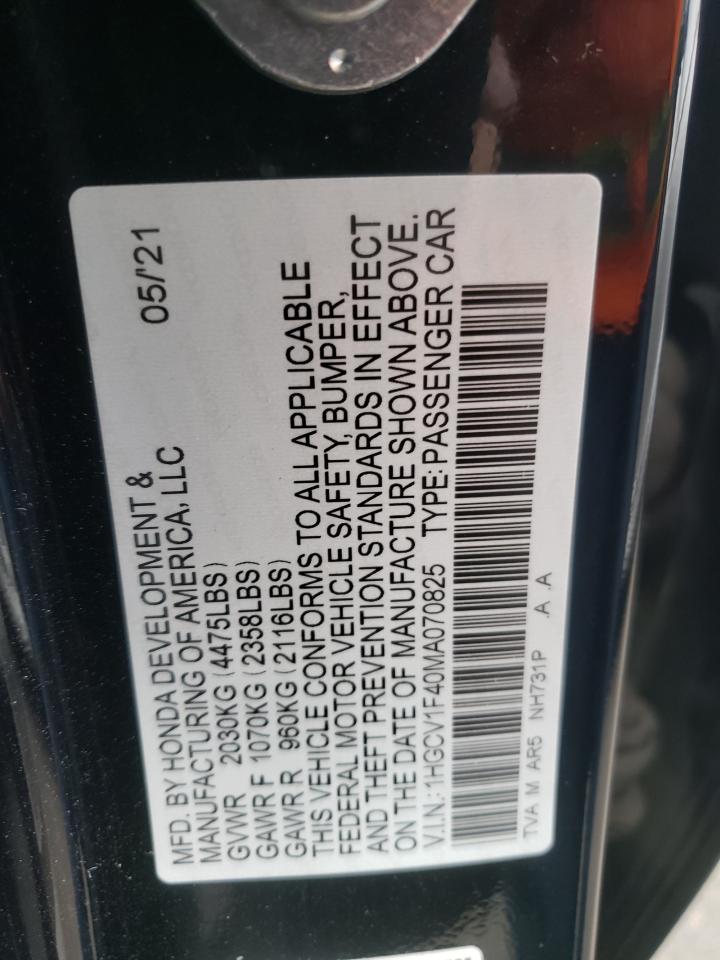 MFD. BY HONDA DEVELOPMENT &
MANUFACTURING OF AMERICA, LLC 05/'21
GVWR 2030KG (4475LBS)
GAWR F 1070KG (2358LBS)
GAWR R 960KG (2116LBS)
THIS VEHICLE CONFORMS TO ALL APPLICABLE
FEDERAL MOTOR VEHICLE SAFETY, BUMPER,
AND THEFT PREVENTION STANDARDS IN EFFECT
ON THE DATE OF MANUFACTURE SHOWN ABOVE.
V.I.N.: 1HGCV1F40MA070825 TYPE: PASSENGER CAR
TVA M AR5 NH731P .A .A